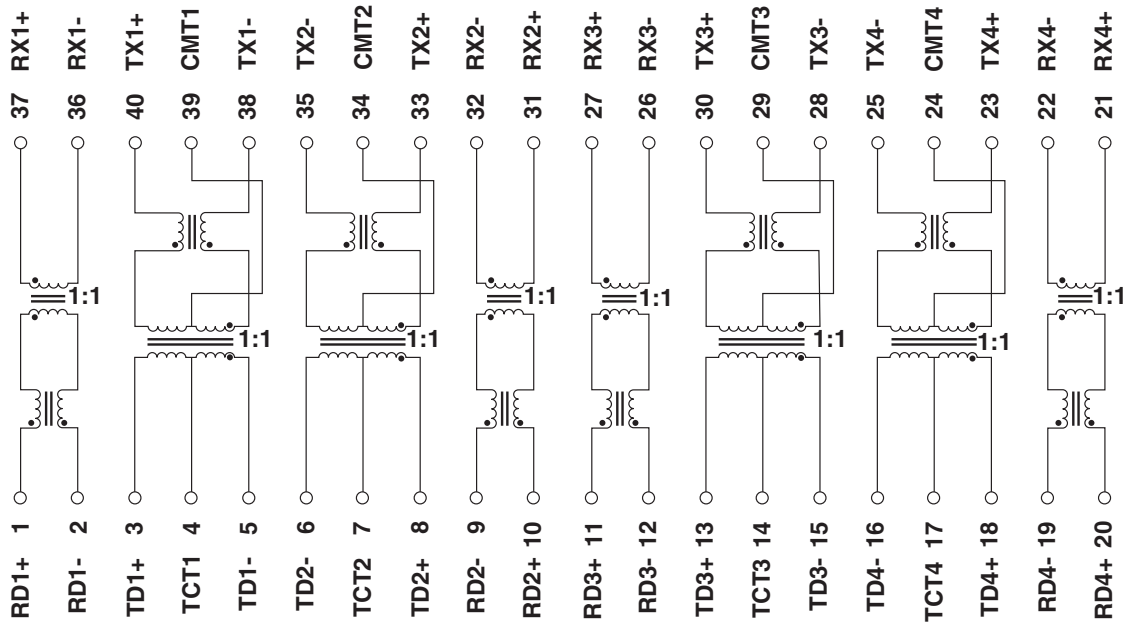 RX1+ RX1- TX1+ CMT1 TX1- TX2- CMT2 TX2+ RX2- RX2+ RX3+ RX3- TX3+ CMT3 TX3- TX4- CMT4 TX4+ RX4- RX4+
37 36 40 39 38 35 34 33 32 31 27 26 30 29 28 25 24 23 22 21
1:1 1:1 1:1 1:1
1:1 1:1 1:1 1:1
1 2 3 4 5 6 7 8 9 10 11 12 13 14 15 16 17 18 19 20
RD1+ RD1- TD1+ TCT1 TD1- TD2- TCT2 TD2+ RD2- RD2+ RD3+ RD3- TD3+ TCT3 TD3- TD4- TCT4 TD4+ RD4- RD4+